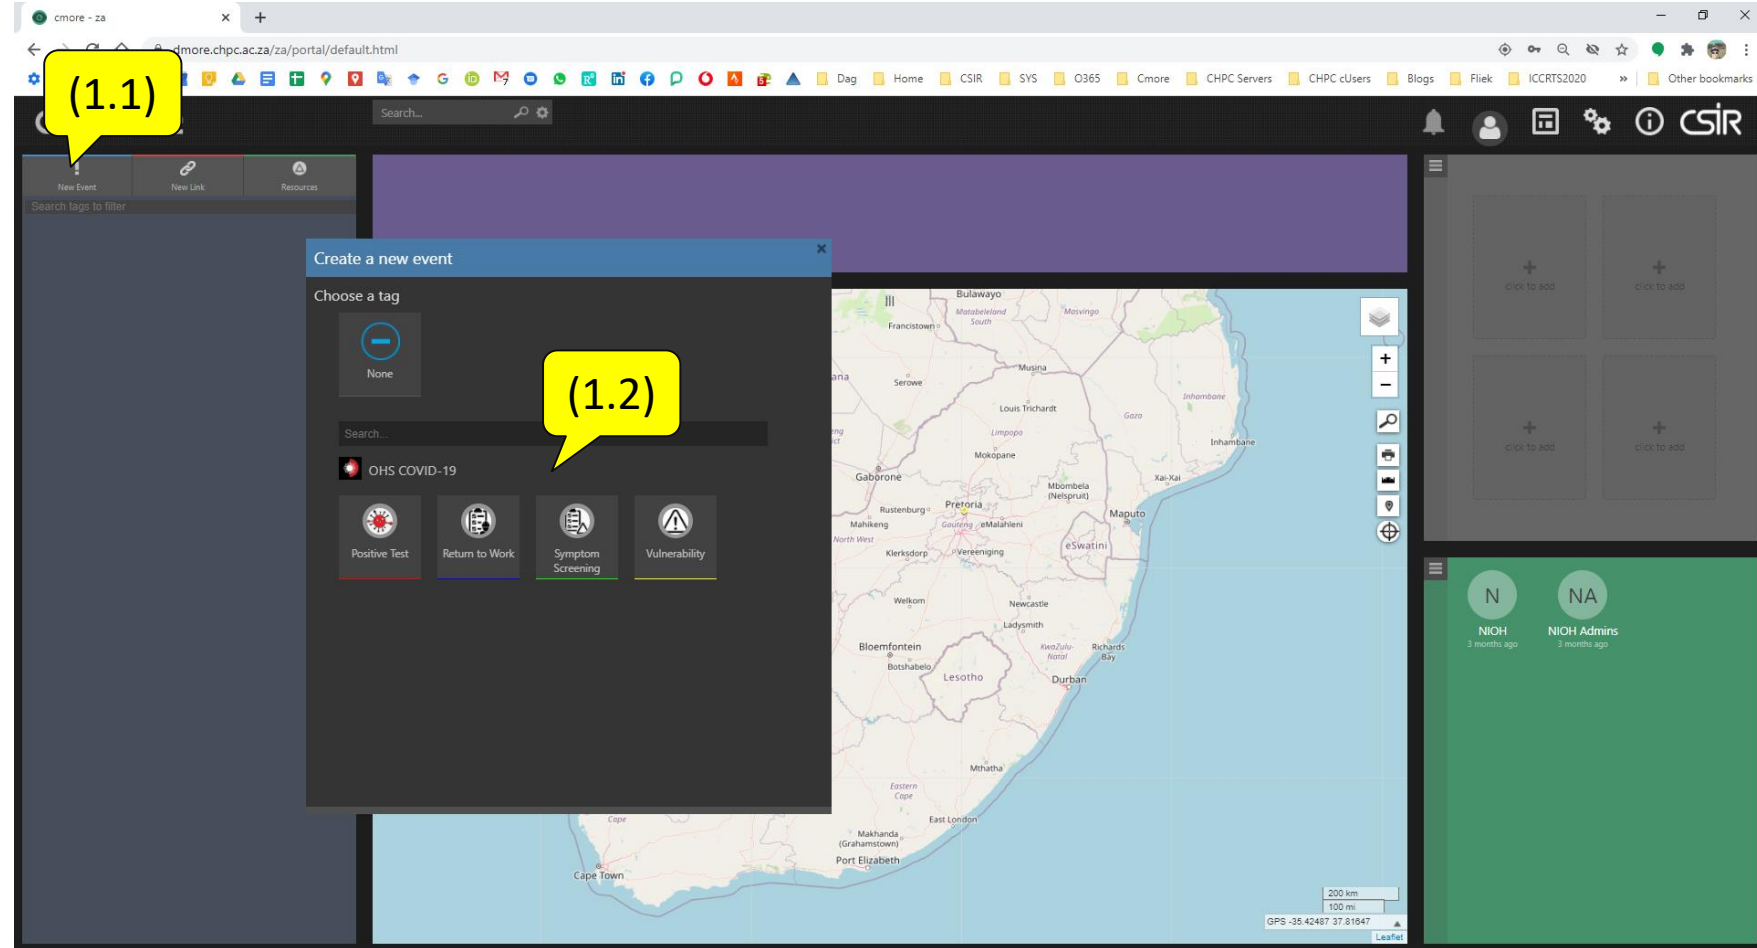 cmore - za
dmore.chpc.ac.za/za/portal/default.html
Dag Home CSIR SYS O365 Cmore CHPC Servers CHPC cUsers Blogs Fliek ICCRTS2020 » Other bookmarks
(1.1)
Search...
CSIR
New Event New Link Resources
Search tags to filter
Create a new event
Choose a tag
None
(1.2)
Search...
OHS COVID-19
Positive Test
Return to Work
Symptom
Screening
Vulnerability
Bulawayo
Matabeleland
South
Masvingo
Francistown
Musina
Serowe
Inhambane
Louis Trichardt
Gaza
Limpopo
Inhambane
Mokopane
Gaborone
Xai-Xai
Mbombela
(Nelspruit)
Pretoria
Rustenburg
Maputo
Mahikeng
Gauteng eMalahleni
North West
eSwatini
Klerksdorp
Vereeniging
Welkom
Newcastle
Ladysmith
Bloemfontein
KwaZulu-
Natal
Richards
Bay
Botshabelo
Lesotho
Durban
Mthatha
Eastern
Cape
Cape
East London
Makhanda
(Grahamstown)
Port Elizabeth
Cape Town
200 km
100 mi
GPS -35.42487 37.81647
Leaflet
click to add click to add
click to add click to add
N NA
NIOH NIOH Admins
3 months ago 3 months ago